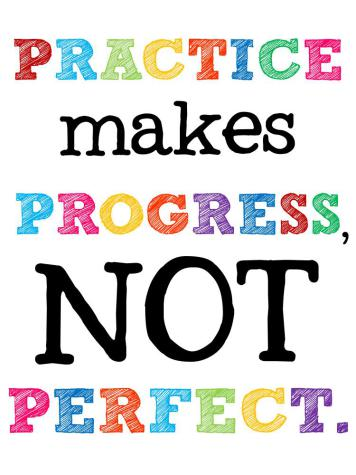 PRACTICE
makes
PROGRESS,
NOT
PERFECT.